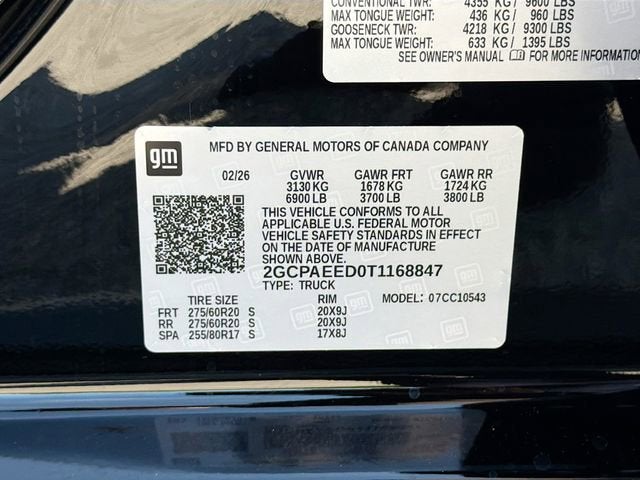 CONVENTIONAL TWR: 4355 KG / 9600 LBS
MAX TONGUE WEIGHT: 436 KG / 960 LBS
GOOSENECK TWR: 4218 KG / 9300 LBS
MAX TONGUE WEIGHT: 633 KG / 1395 LBS
SEE OWNER'S MANUAL FOR MORE INFORMATION
gm
MFD BY GENERAL MOTORS OF CANADA COMPANY
02/26 GVWR GAWR FRT GAWR RR
3130 KG 1678 KG 1724 KG
6900 LB 3700 LB 3800 LB
THIS VEHICLE CONFORMS TO ALL
APPLICABLE U.S. FEDERAL MOTOR
VEHICLE SAFETY STANDARDS IN EFFECT
ON THE DATE OF MANUFACTURE
SHOWN ABOVE.
2GCPAEED0T1168847
TYPE: TRUCK
TIRE SIZE RIM MODEL: 07CC10543
FRT 275/60R20 S 20X9J
RR 275/60R20 S 20X9J
SPA 255/80R17 S 17X8J